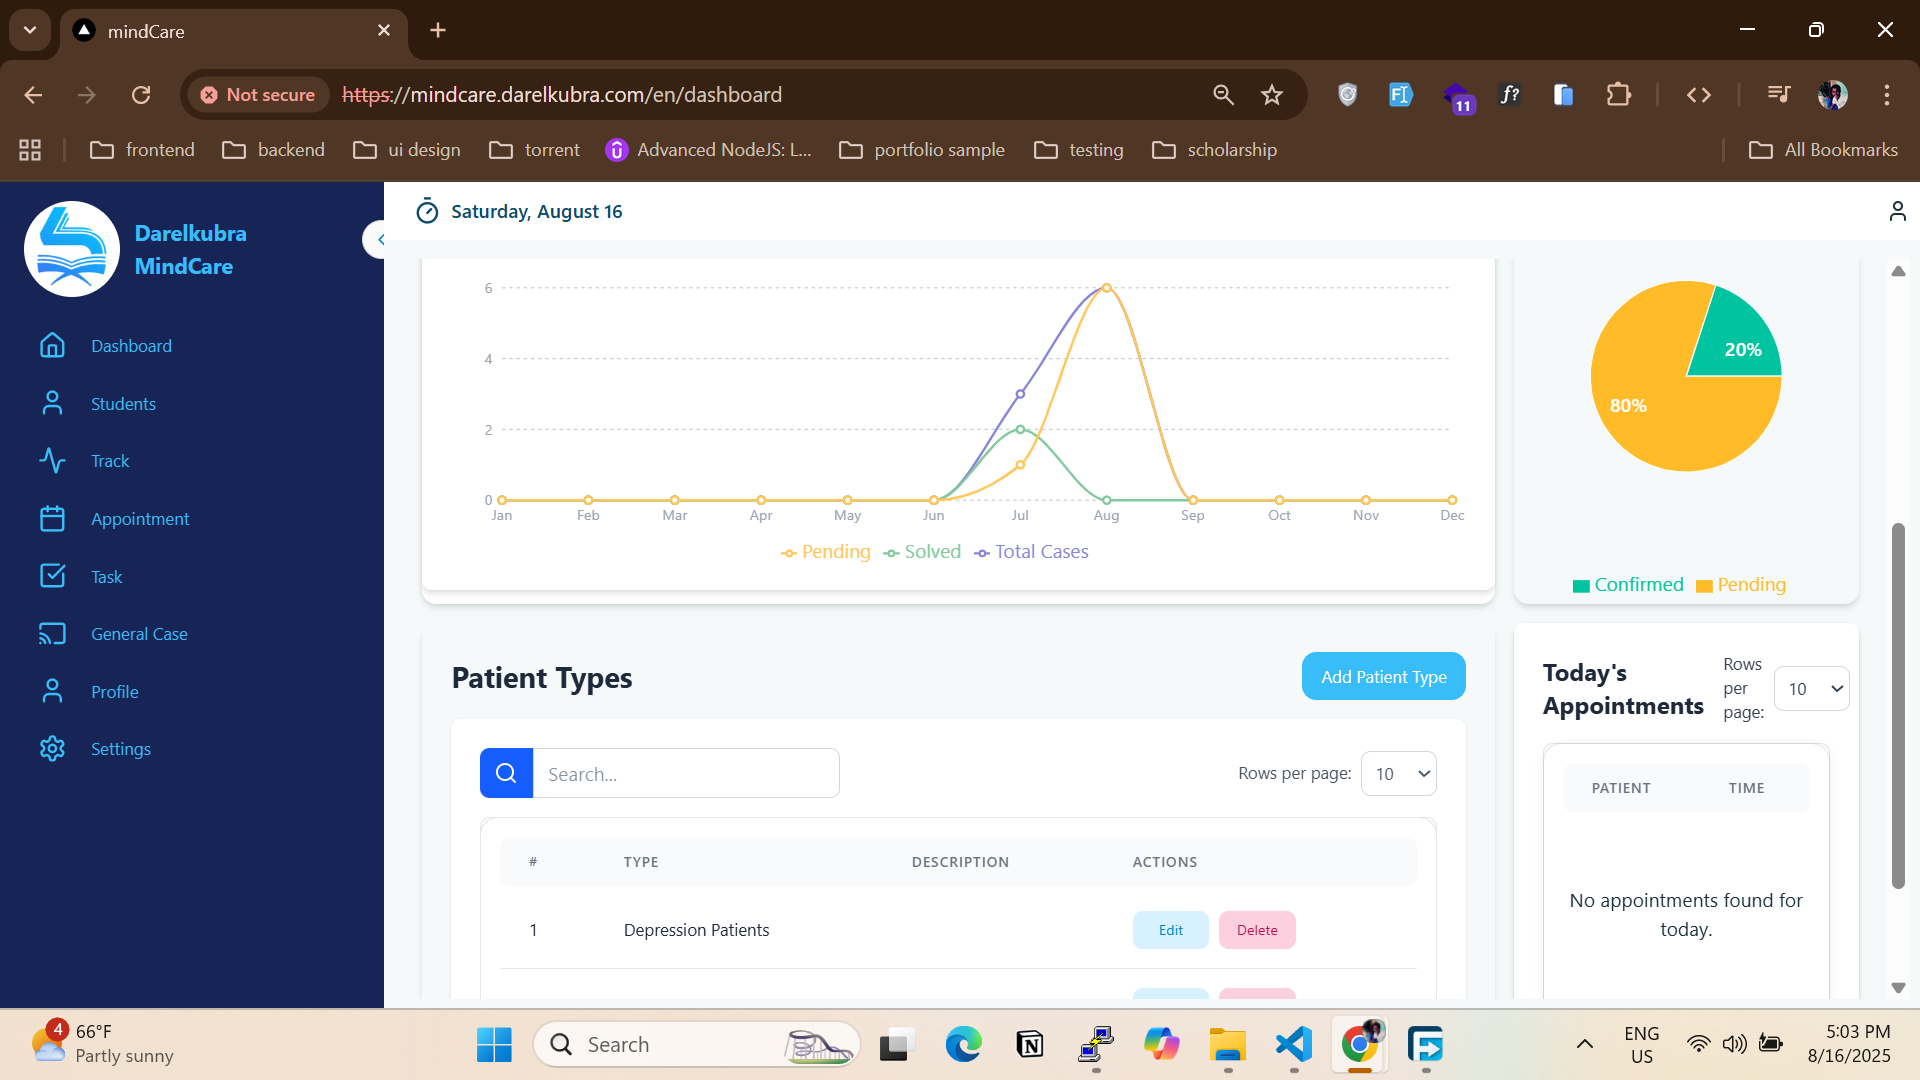 mindCare
Not secure
https://mindcare.darelkubra.com/en/dashboard
f?
11
frontend
backend
ui design
torrent
Advanced NodeJS: L...
portfolio sample
testing
scholarship
All Bookmarks
Darelkubra
MindCare
Saturday, August 16
Dashboard
Students
Track
Appointment
Task
General Case
Profile
Settings
6
4
2
0
Jan Feb Mar Apr May Jun Jul Aug Sep Oct Nov Dec
Pending Solved Total Cases
20%
80%
Confirmed Pending
Patient Types
Add Patient Type
Search...
Rows per page: 10
# TYPE DESCRIPTION ACTIONS
1 Depression Patients Edit Delete
Today's
Appointments
Rows
per
page:
10
PATIENT TIME
No appointments found for
today.
4
66°F
Partly sunny
Search
ENG
US
5:03 PM
8/16/2025